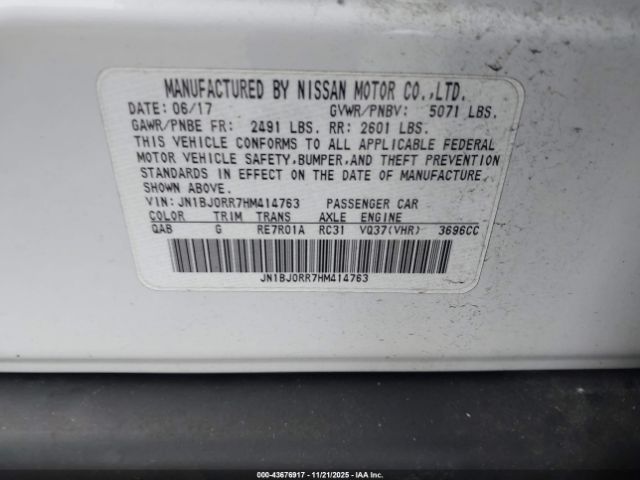 MANUFACTURED BY NISSAN MOTOR CO.,LTD.
DATE: 06/17 GVWR/PNBV: 5071 LBS.
GAWR/PNBE FR: 2491 LBS. RR: 2601 LBS.
THIS VEHICLE CONFORMS TO ALL APPLICABLE FEDERAL
MOTOR VEHICLE SAFETY,BUMPER,AND THEFT PREVENTION
STANDARDS IN EFFECT ON THE DATE OF MANUFACTURE
SHOWN ABOVE.
VIN: JN1BJ0RR7HM414763 PASSENGER CAR
COLOR TRIM TRANS AXLE ENGINE
QAB G RE7R01A RC31 VQ37(VHR) 3696CC
JN1BJ0RR7HM414763
000-43676917 - 11/21/2025 - IAA, Inc.